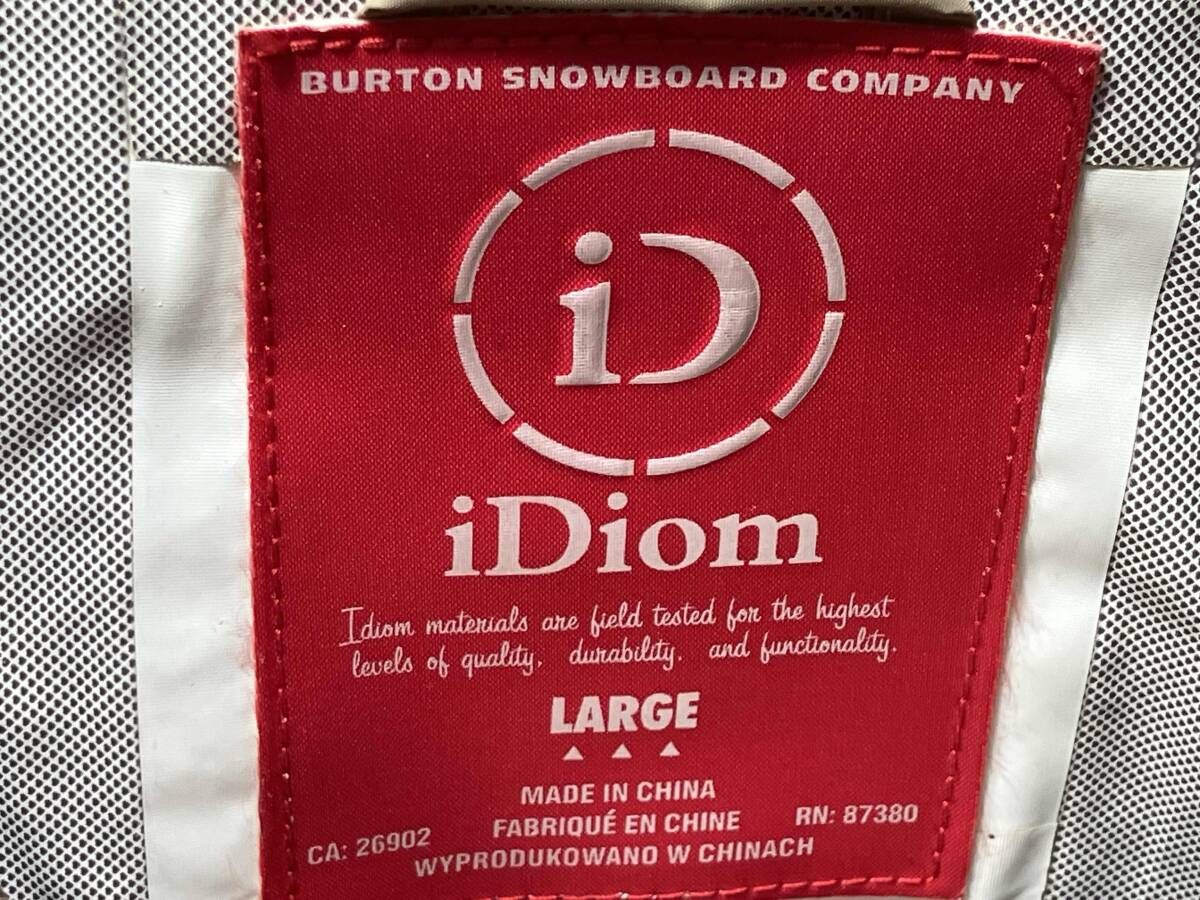 BURTON SNOWBOARD COMPANY
iD
iDiom
Idiom materials are field tested for the highest
levels of quality, durability, and functionality.
LARGE
MADE IN CHINA
CA: 26902 FABRIQUÉ EN CHINE RN: 87380
WYPRODUKOWANO W CHINACH